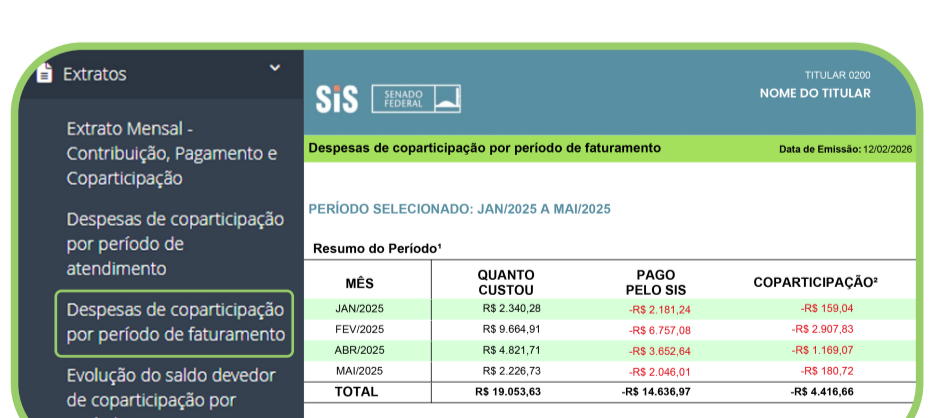 Extratos
Extrato Mensal -
Contribuição, Pagamento e
Coparticipação
Despesas de coparticipação
por período de
atendimento
Despesas de coparticipação
por período de faturamento
Evolução do saldo devedor
de coparticipação por
SiS
SENADO
FEDERAL
TITULAR 0200
NOME DO TITULAR
Despesas de coparticipação por período de faturamento Data de Emissão: 12/02/2026
PERÍODO SELECIONADO: JAN/2025 A MAI/2025
Resumo do Período¹
MÊS QUANTO CUSTOU PAGO PELO SIS COPARTICIPAÇÃO²
JAN/2025 R$ 2.340,28 -R$ 2.181,24 -R$ 159,04
FEV/2025 R$ 9.664,91 -R$ 6.757,08 -R$ 2.907,83
ABR/2025 R$ 4.821,71 -R$ 3.652,64 -R$ 1.169,07
MAI/2025 R$ 2.226,73 -R$ 2.046,01 -R$ 180,72
TOTAL R$ 19.053,63 -R$ 14.636,97 -R$ 4.416,66